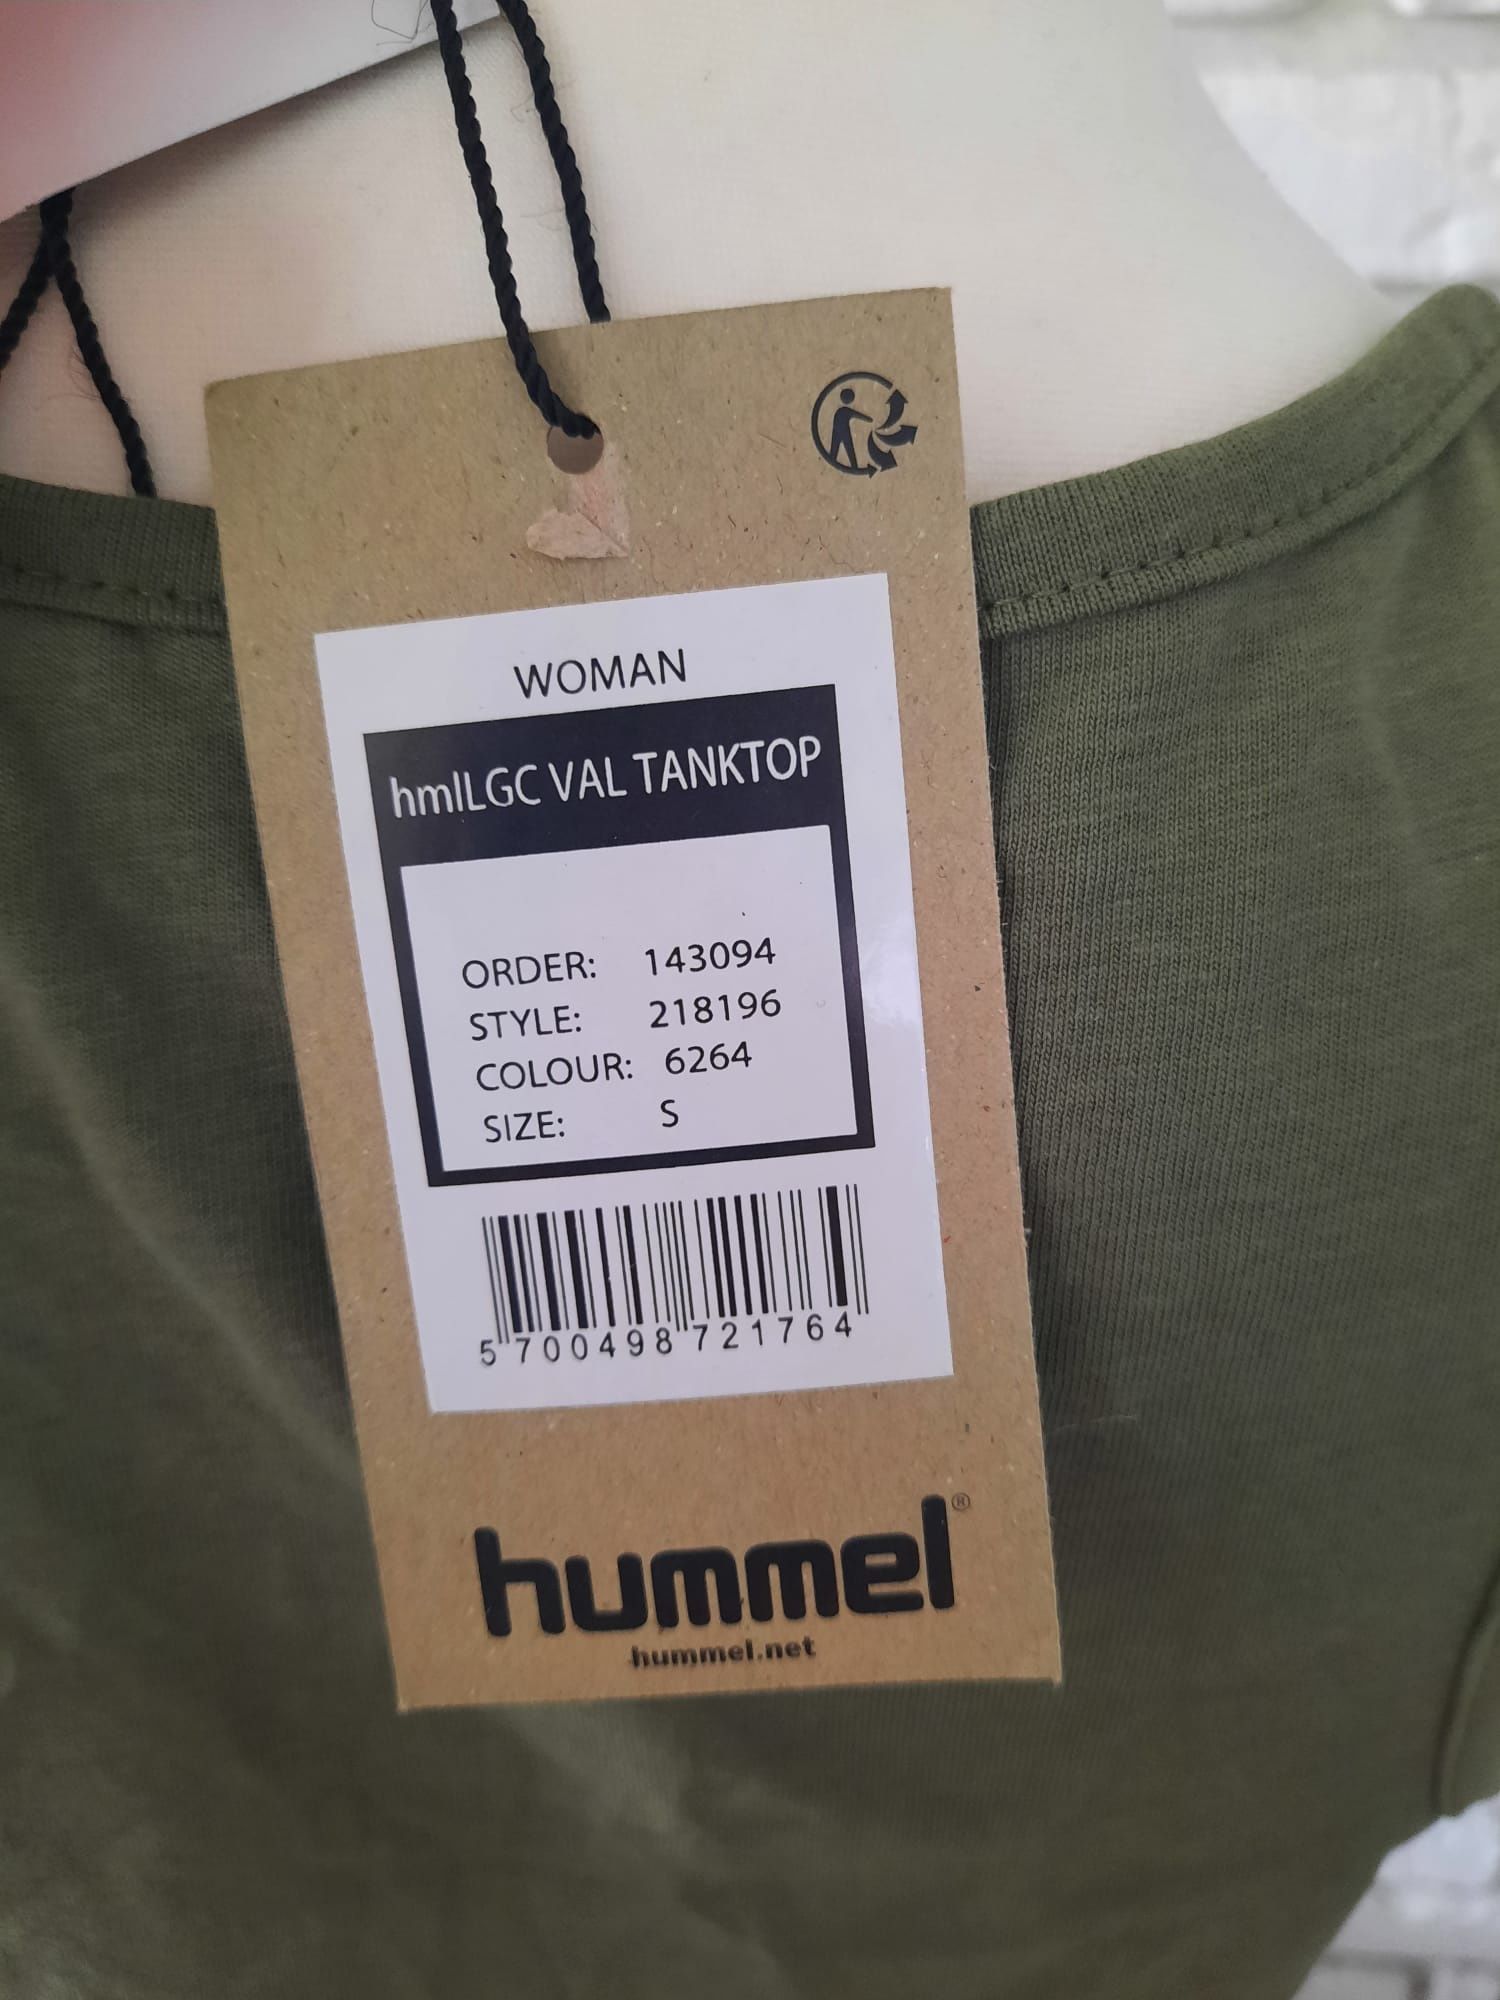 WOMAN
hmlLGC VAL TANKTOP
ORDER: 143094
STYLE: 218196
COLOUR: 6264
SIZE: S
5 700498 721764
hummel®
hummel.net